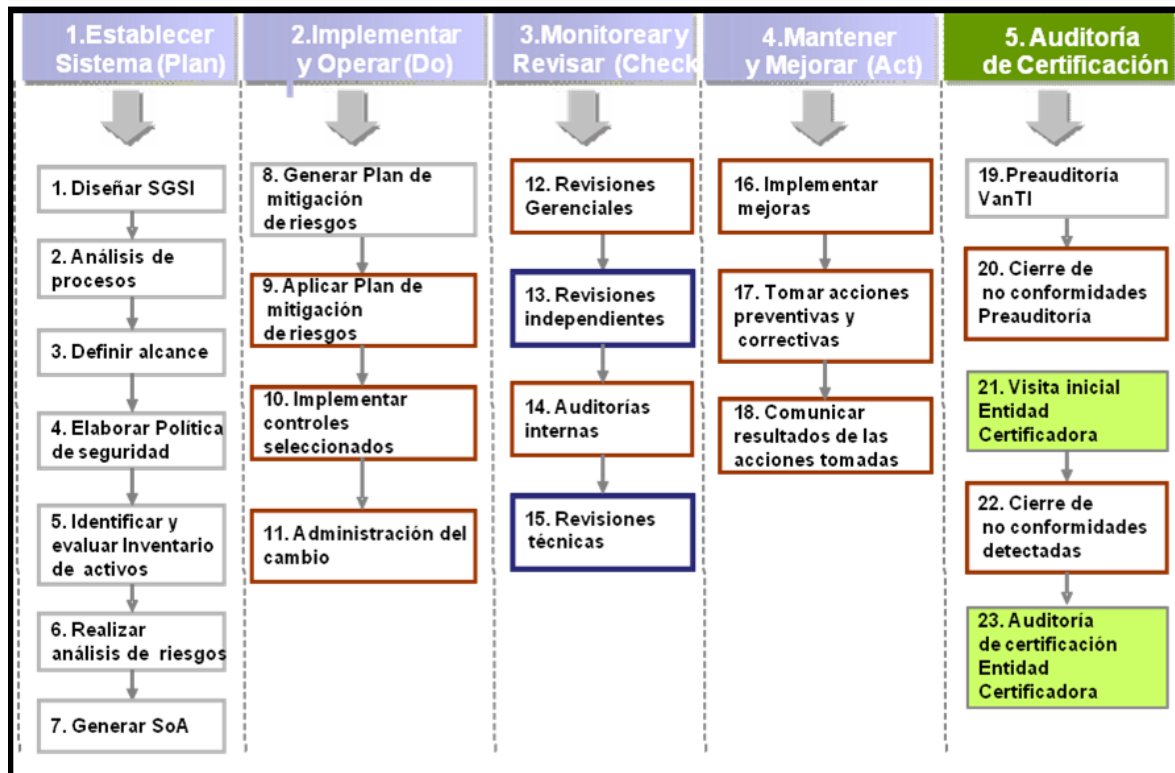 1.Establecer
Sistema (Plan)
2.Implementar
y Operar (Do)
3.Monitorear y
Revisar (Check
4.Mantener
y Mejorar (Act)
5. Auditoría
de Certificación
1. Diseñar SGSI
2. Análisis de
procesos
3. Definir alcance
4. Elaborar Política
de seguridad
5. Identificar y
evaluar Inventario
de activos
6. Realizar
análisis de riesgos
7. Generar SoA
8. Generar Plan de
mitigación
de riesgos
9. Aplicar Plan de
mitigación
de riesgos
10. Implementar
controles
seleccionados
11. Administración del
cambio
12. Revisiones
Gerenciales
13. Revisiones
independientes
14. Auditorías
internas
15. Revisiones
técnicas
16. Implementar
mejoras
17. Tomar acciones
preventivas y
correctivas
18. Comunicar
resultados de las
acciones tomadas
19.Preauditoría
VanTI
20. Cierre de
no conformidades
Preauditoría
21. Visita inicial
Entidad
Certificadora
22. Cierre de
no conformidades
detectadas
23. Auditoría
de certificación
Entidad
Certificadora